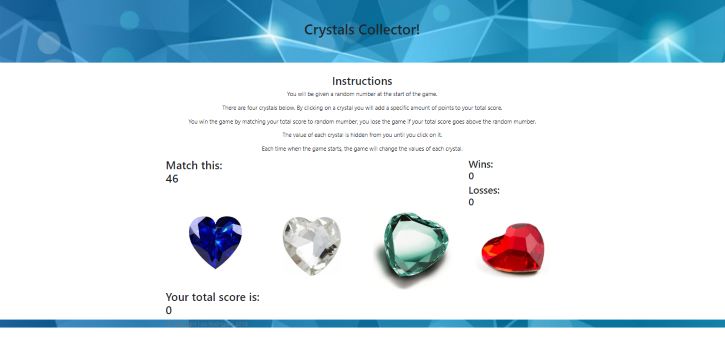 Crystals Collector!
Instructions
You will be given a random number at the start of the game.
There are four crystals below. By clicking on a crystal you will add a specific amount of points to your total score.
You win the game by matching your total score to random number, you lose the game if your total score goes above the random number.
The value of each crystal is hidden from you until you click on it.
Each time when the game starts, the game will change the values of each crystal.
Match this:
46
Wins:
0
Losses:
0
Your total score is:
0